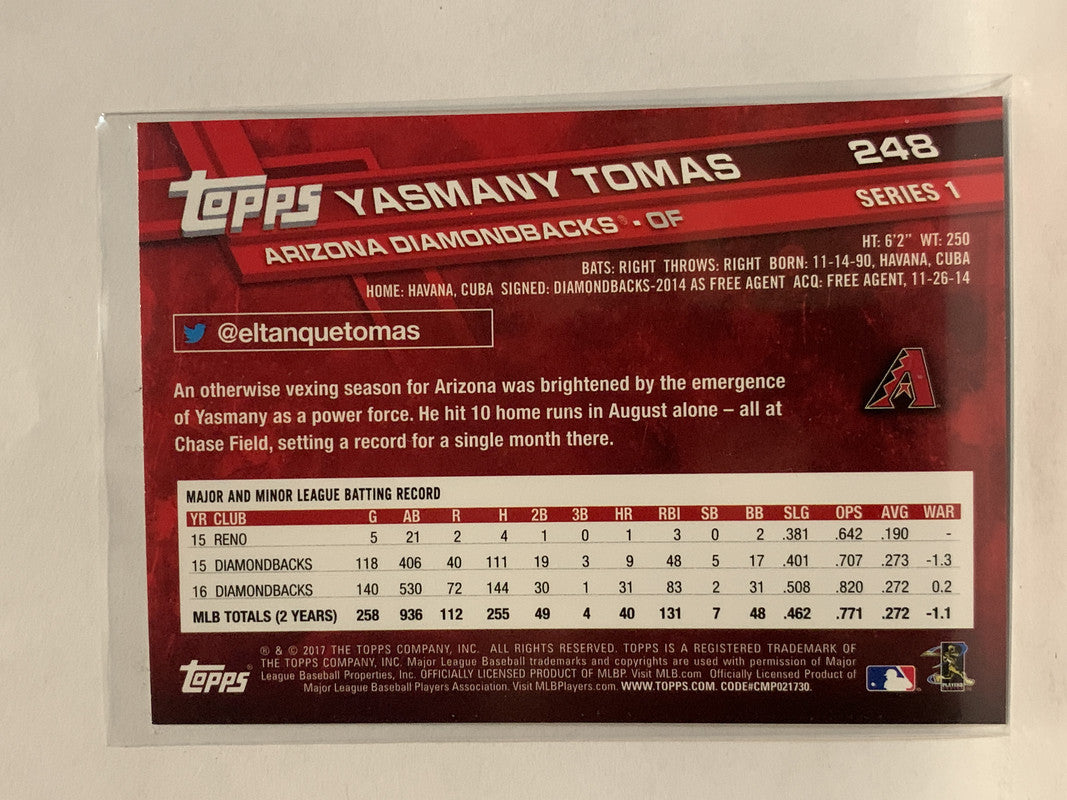 Topps YASMANY TOMAS 248
ARIZONA DIAMONDBACKS® - OF SERIES 1
HT: 6'2" WT: 250
BATS: RIGHT THROWS: RIGHT BORN: 11-14-90, HAVANA, CUBA
HOME: HAVANA, CUBA SIGNED: DIAMONDBACKS-2014 AS FREE AGENT ACQ: FREE AGENT, 11-26-14
@eltanquetomas
An otherwise vexing season for Arizona was brightened by the emergence
of Yasmany as a power force. He hit 10 home runs in August alone – all at
Chase Field, setting a record for a single month there.
A
MAJOR AND MINOR LEAGUE BATTING RECORD
YR CLUB G AB R H 2B 3B HR RBI SB BB SLG OPS AVG WAR
15 RENO 5 21 2 4 1 0 1 3 0 2 .381 .642 .190 -
15 DIAMONDBACKS 118 406 40 111 19 3 9 48 5 17 .401 .707 .273 -1.3
16 DIAMONDBACKS 140 530 72 144 30 1 31 83 2 31 .508 .820 .272 0.2
MLB TOTALS (2 YEARS) 258 936 112 255 49 4 40 131 7 48 .462 .771 .272 -1.1
® & © 2017 THE TOPPS COMPANY, INC. ALL RIGHTS RESERVED. TOPPS IS A REGISTERED TRADEMARK OF
THE TOPPS COMPANY, INC. Major League Baseball trademarks and copyrights are used with permission of Major
League Baseball Properties, Inc. OFFICIALLY LICENSED PRODUCT OF MLBP. Visit MLB.com Officially Licensed Product of
Major League Baseball Players Association. Visit MLBPlayers.com. WWW.TOPPS.COM. CODE#CMP021730.
Topps®
PLAYERS